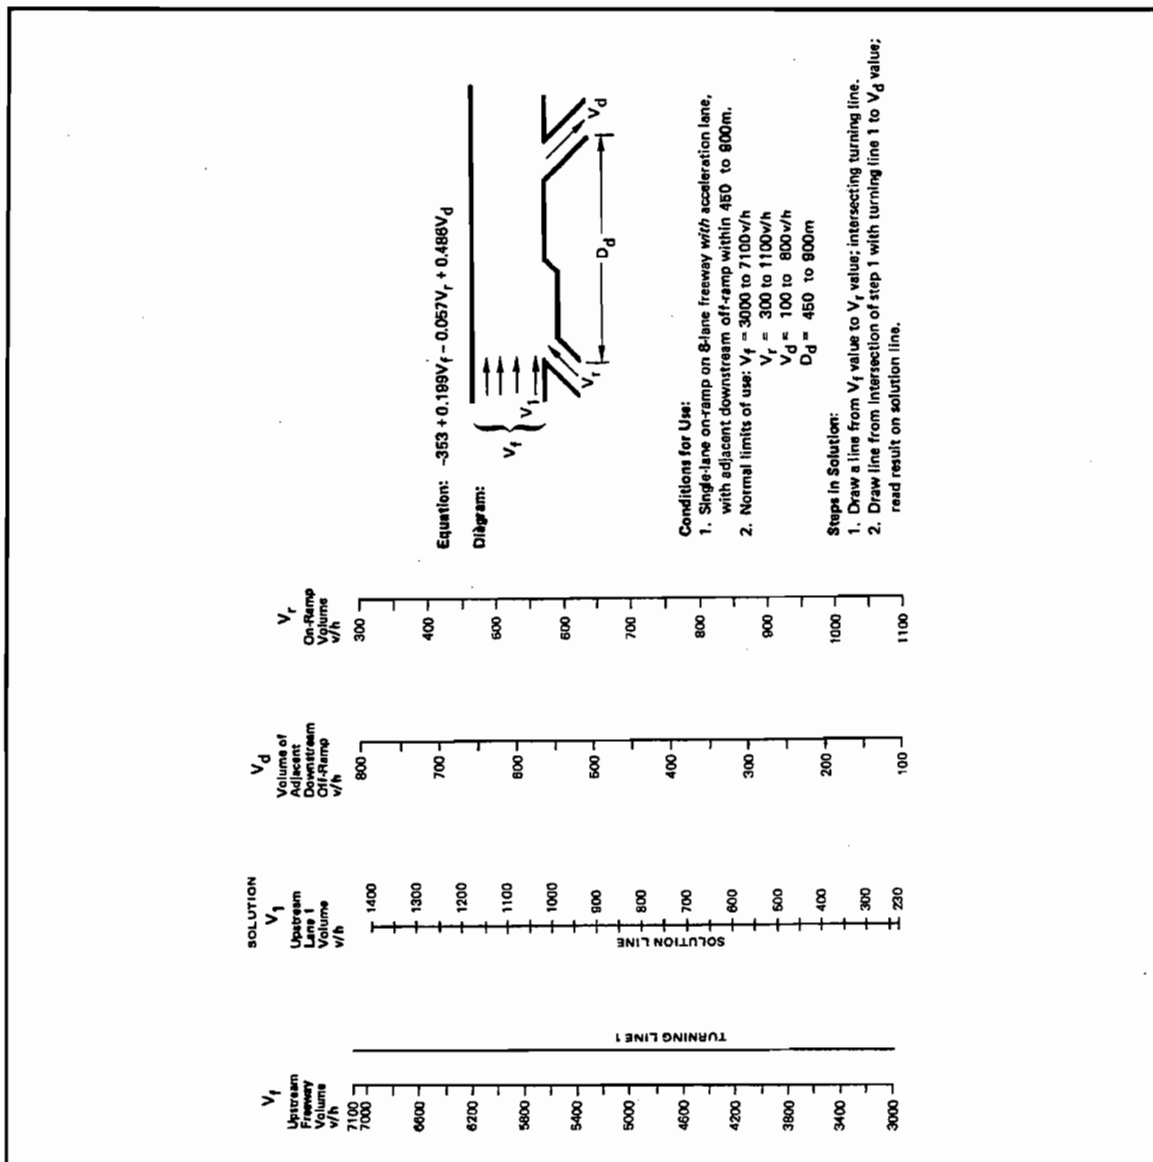 Vf
Upstream
Freeway
Volume
v/h
7100
7000
6600
6200
5800
5400
5000
4600
4200
3800
3400
3000
TURNING LINE 1
SOLUTION
V1
Upstream
Lane 1
Volume
v/h
1400
1300
1200
1100
1000
900
800
700
600
500
400
300
230
SOLUTION LINE
Vd
Volume of
Adjacent
Downstream
Off-Ramp
v/h
800
700
600
500
400
300
200
100
Vr
On-Ramp
Volume
v/h
300
400
500
600
700
800
900
1000
1100
Equation: -353 + 0.199Vf - 0.057Vr + 0.486Vd
Diagram:
Vf
V1
Vr
Dd
Vd
Conditions for Use:
1. Single-lane on-ramp on 8-lane freeway with acceleration lane,
with adjacent downstream off-ramp within 450 to 900m.
2. Normal limits of use: Vf = 3000 to 7100v/h
Vr = 300 to 1100v/h
Vd = 100 to 800v/h
Dd = 450 to 900m
Steps in Solution:
1. Draw a line from Vf value to Vr value; intersecting turning line.
2. Draw line from intersection of step 1 with turning line 1 to Vd value;
read result on solution line.